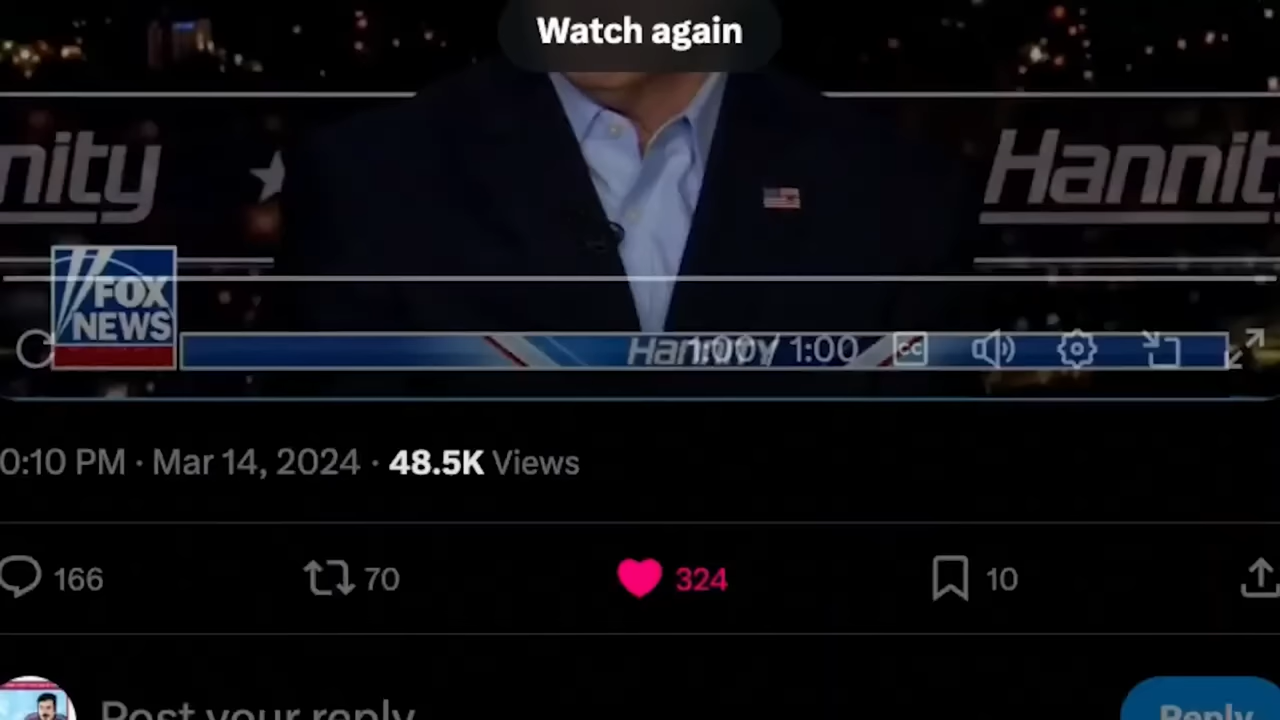 Watch again
nity
Hannit
FOX
NEWS
Hannity
1:00 / 1:00
CC
0:10 PM · Mar 14, 2024 · 48.5K Views
166
70
324
10
Post your reply
Reply